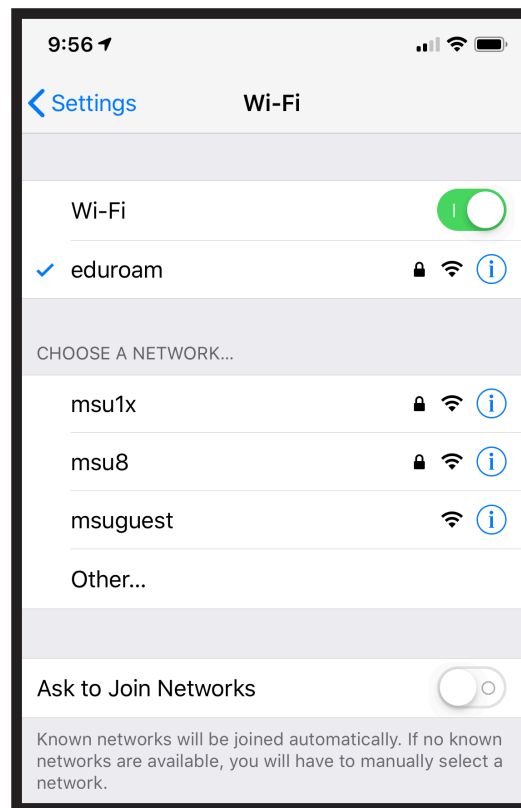 9:56
Settings
Wi-Fi
Wi-Fi
eduroam
CHOOSE A NETWORK...
msu1x
msu8
msuguest
Other...
Ask to Join Networks
Known networks will be joined automatically. If no known
networks are available, you will have to manually select a
network.